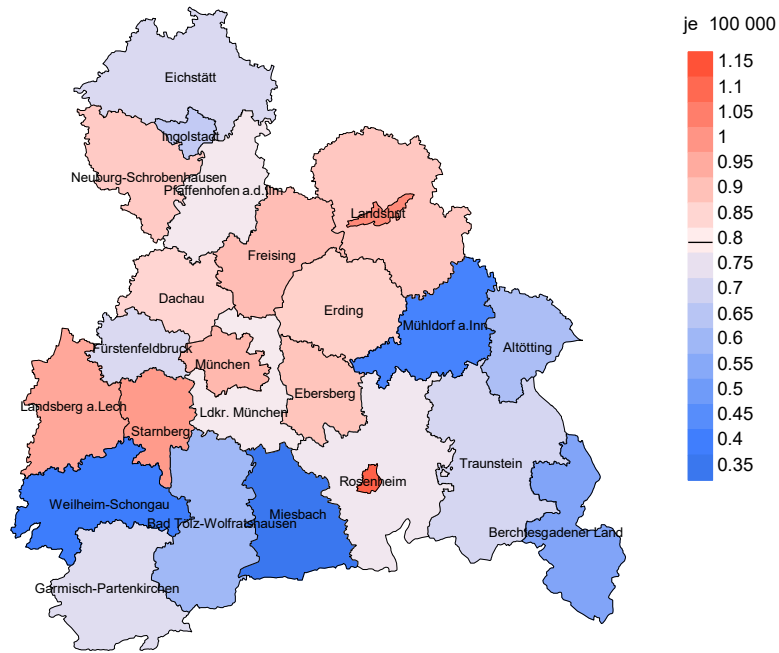 je 100 000
1.15
1.1
1.05
1
0.95
0.9
0.85
0.8
0.75
0.7
0.65
0.6
0.55
0.5
0.45
0.4
0.35
Eichstätt
Ingolstadt
Neuburg-Schrobenhausen
Pfaffenhofen a.d.Ilm
Landshut
Freising
Dachau
Erding
Mühldorf a.Inn
Altötting
Fürstenfeldbruck
München
Ebersberg
Landsberg a.Lech
Ldkr. München
Starnberg
Traunstein
Rosenheim
Weilheim-Schongau
Miesbach
Bad Tölz-Wolfratshausen
Berchtesgadener Land
Garmisch-Partenkirchen